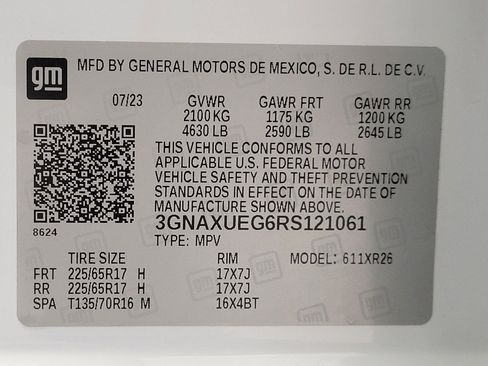 gm MFD BY GENERAL MOTORS DE MEXICO, S. DE R.L. DE C.V.
07/23 GVWR GAWR FRT GAWR RR
2100 KG 1175 KG 1200 KG
4630 LB 2590 LB 2645 LB
THIS VEHICLE CONFORMS TO ALL
APPLICABLE U.S. FEDERAL MOTOR
VEHICLE SAFETY AND THEFT PREVENTION
STANDARDS IN EFFECT ON THE DATE OF
MANUFACTURE SHOWN ABOVE.
8624 3GNAXUEG6RS121061
TYPE: MPV
TIRE SIZE RIM MODEL: 611XR26
FRT 225/65R17 H 17X7J
RR 225/65R17 H 17X7J
SPA T135/70R16 M 16X4BT